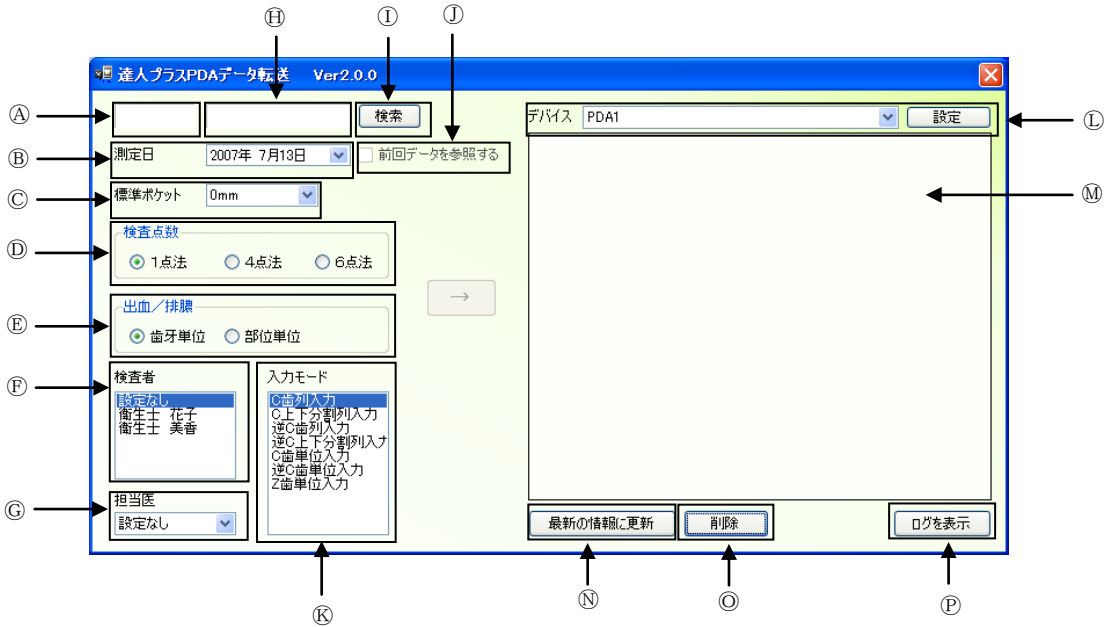 Ⓗ Ⓘ Ⓙ
達人プラスPDAデータ転送 Ver2.0.0
Ⓐ 検索 デバイス PDA1 設定 Ⓛ
Ⓑ 測定日 2007年 7月13日 前回データを参照する
Ⓒ 標準ポケット 0mm Ⓜ
検査点数
Ⓓ 1点法 4点法 6点法
→
出血/排膿
Ⓔ 歯牙単位 部位単位
検査者
Ⓕ 設定なし
衛生士 花子
衛生士 美香
入力モード
C歯列入力
C上下分割列入力
逆C歯列入力
逆C上下分割列入力
C歯単位入力
逆C歯単位入力
Z歯単位入力
担当医
Ⓖ 設定なし
最新の情報に更新 削除 ログを表示
Ⓚ Ⓝ Ⓞ Ⓟ